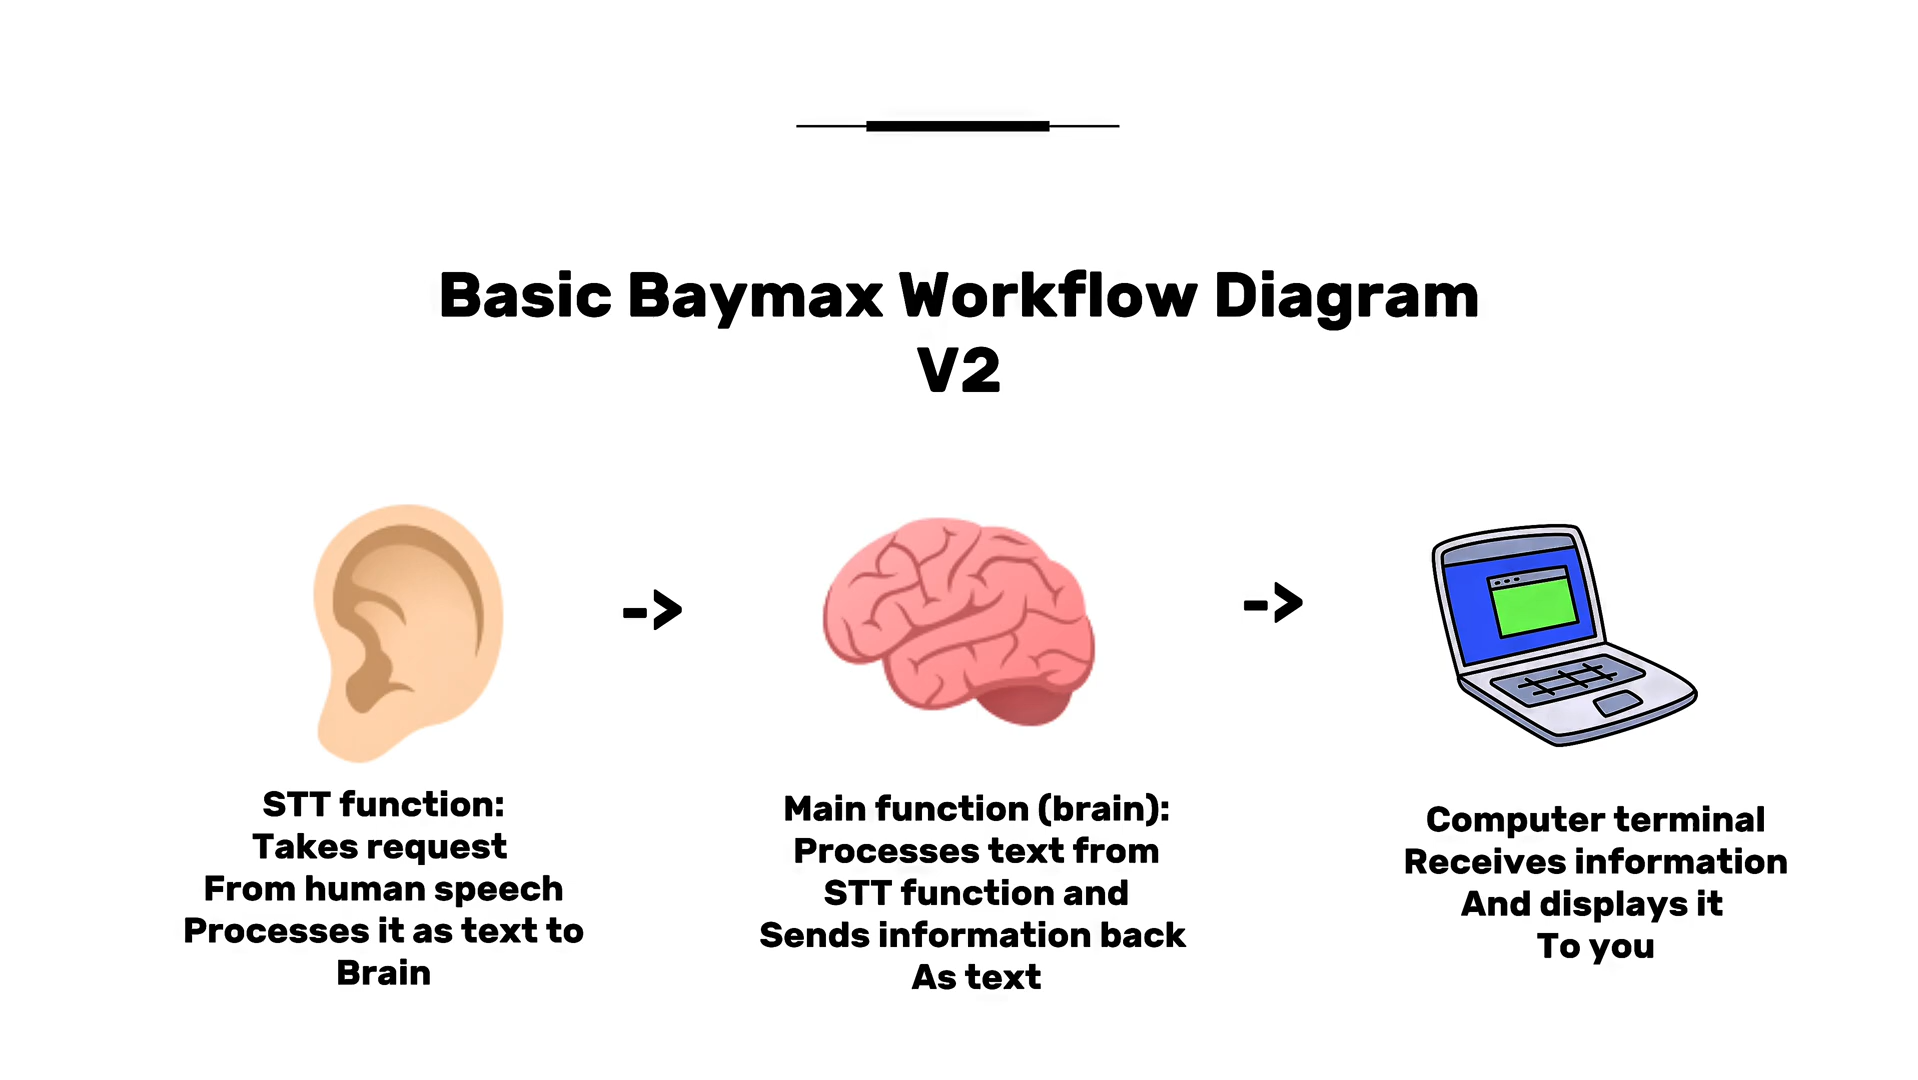 Basic Baymax Workflow Diagram
V2
->
->
STT function:
Takes request
From human speech
Processes it as text to
Brain
Main function (brain):
Processes text from
STT function and
Sends information back
As text
Computer terminal
Receives information
And displays it
To you